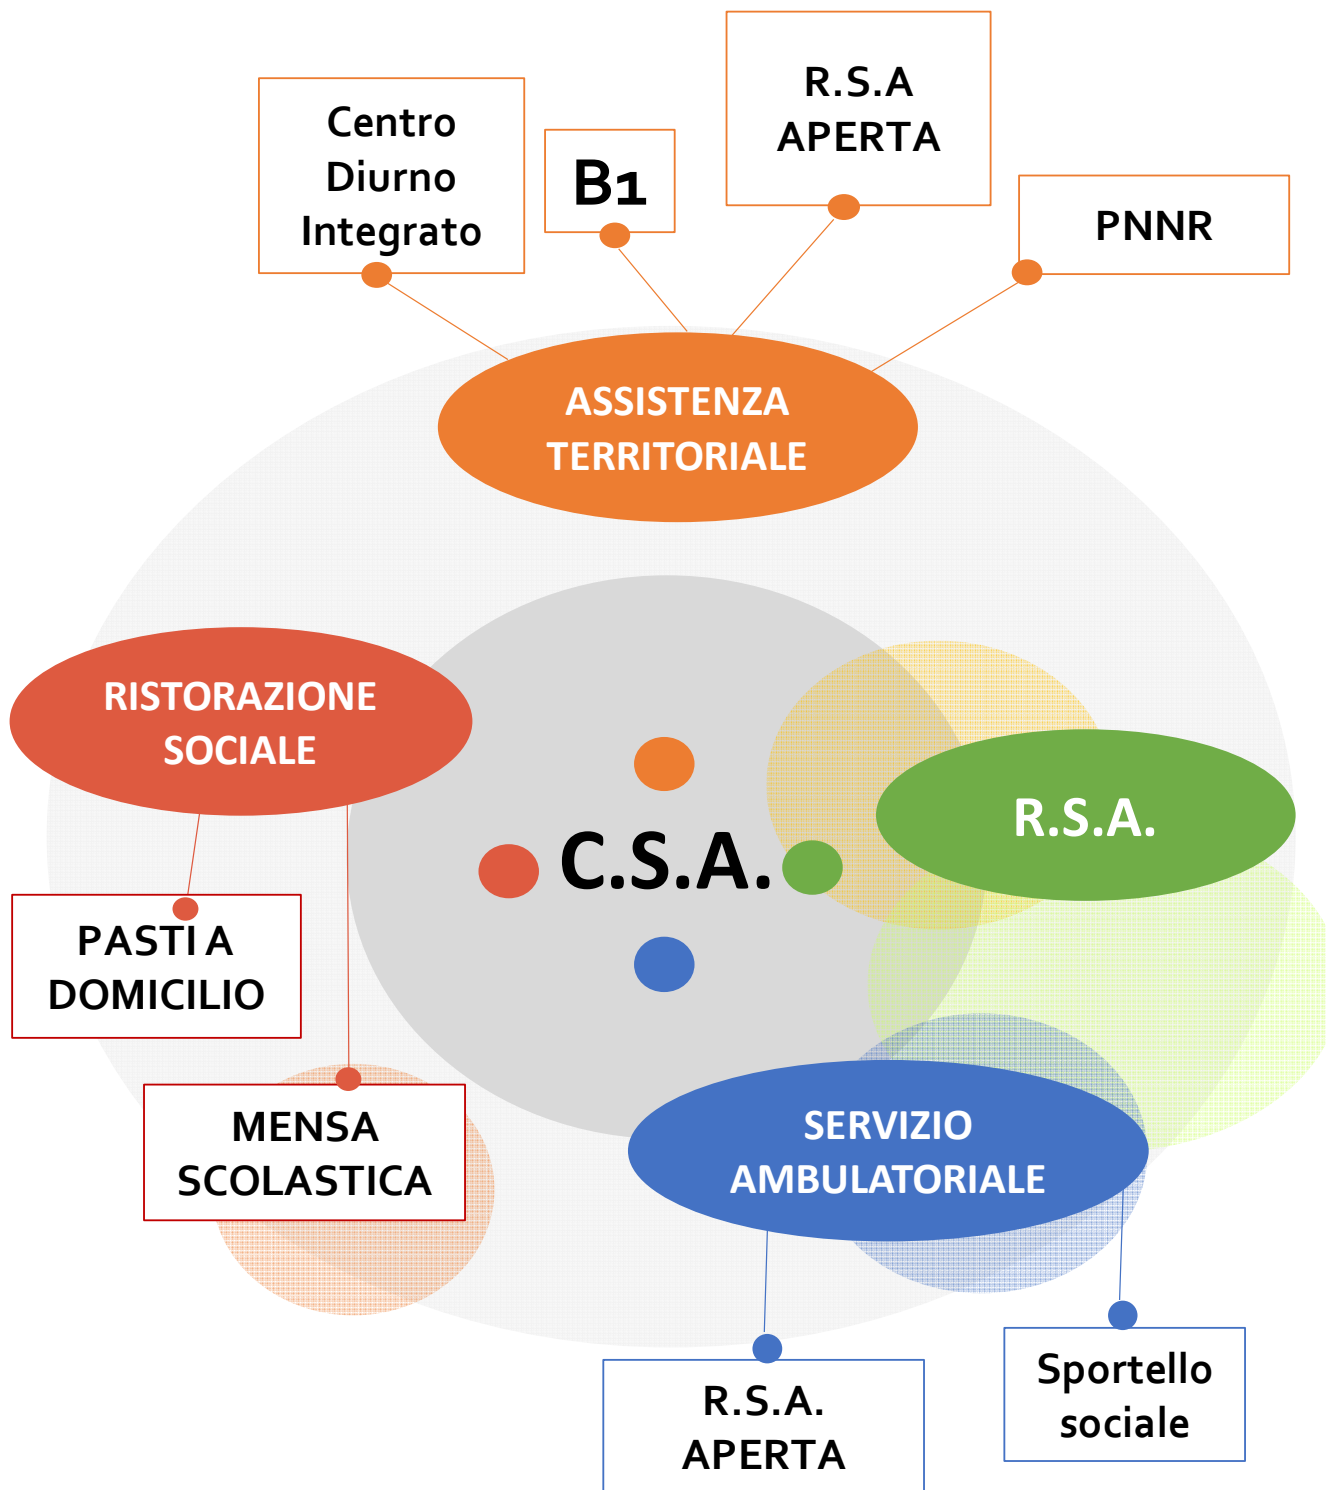 Centro
Diurno
Integrato
B1
R.S.A
APERTA
PNNR
ASSISTENZA
TERRITORIALE
RISTORAZIONE
SOCIALE
R.S.A.
C.S.A.
PASTI A
DOMICILIO
MENSA
SCOLASTICA
SERVIZIO
AMBULATORIALE
R.S.A.
APERTA
Sportello
sociale